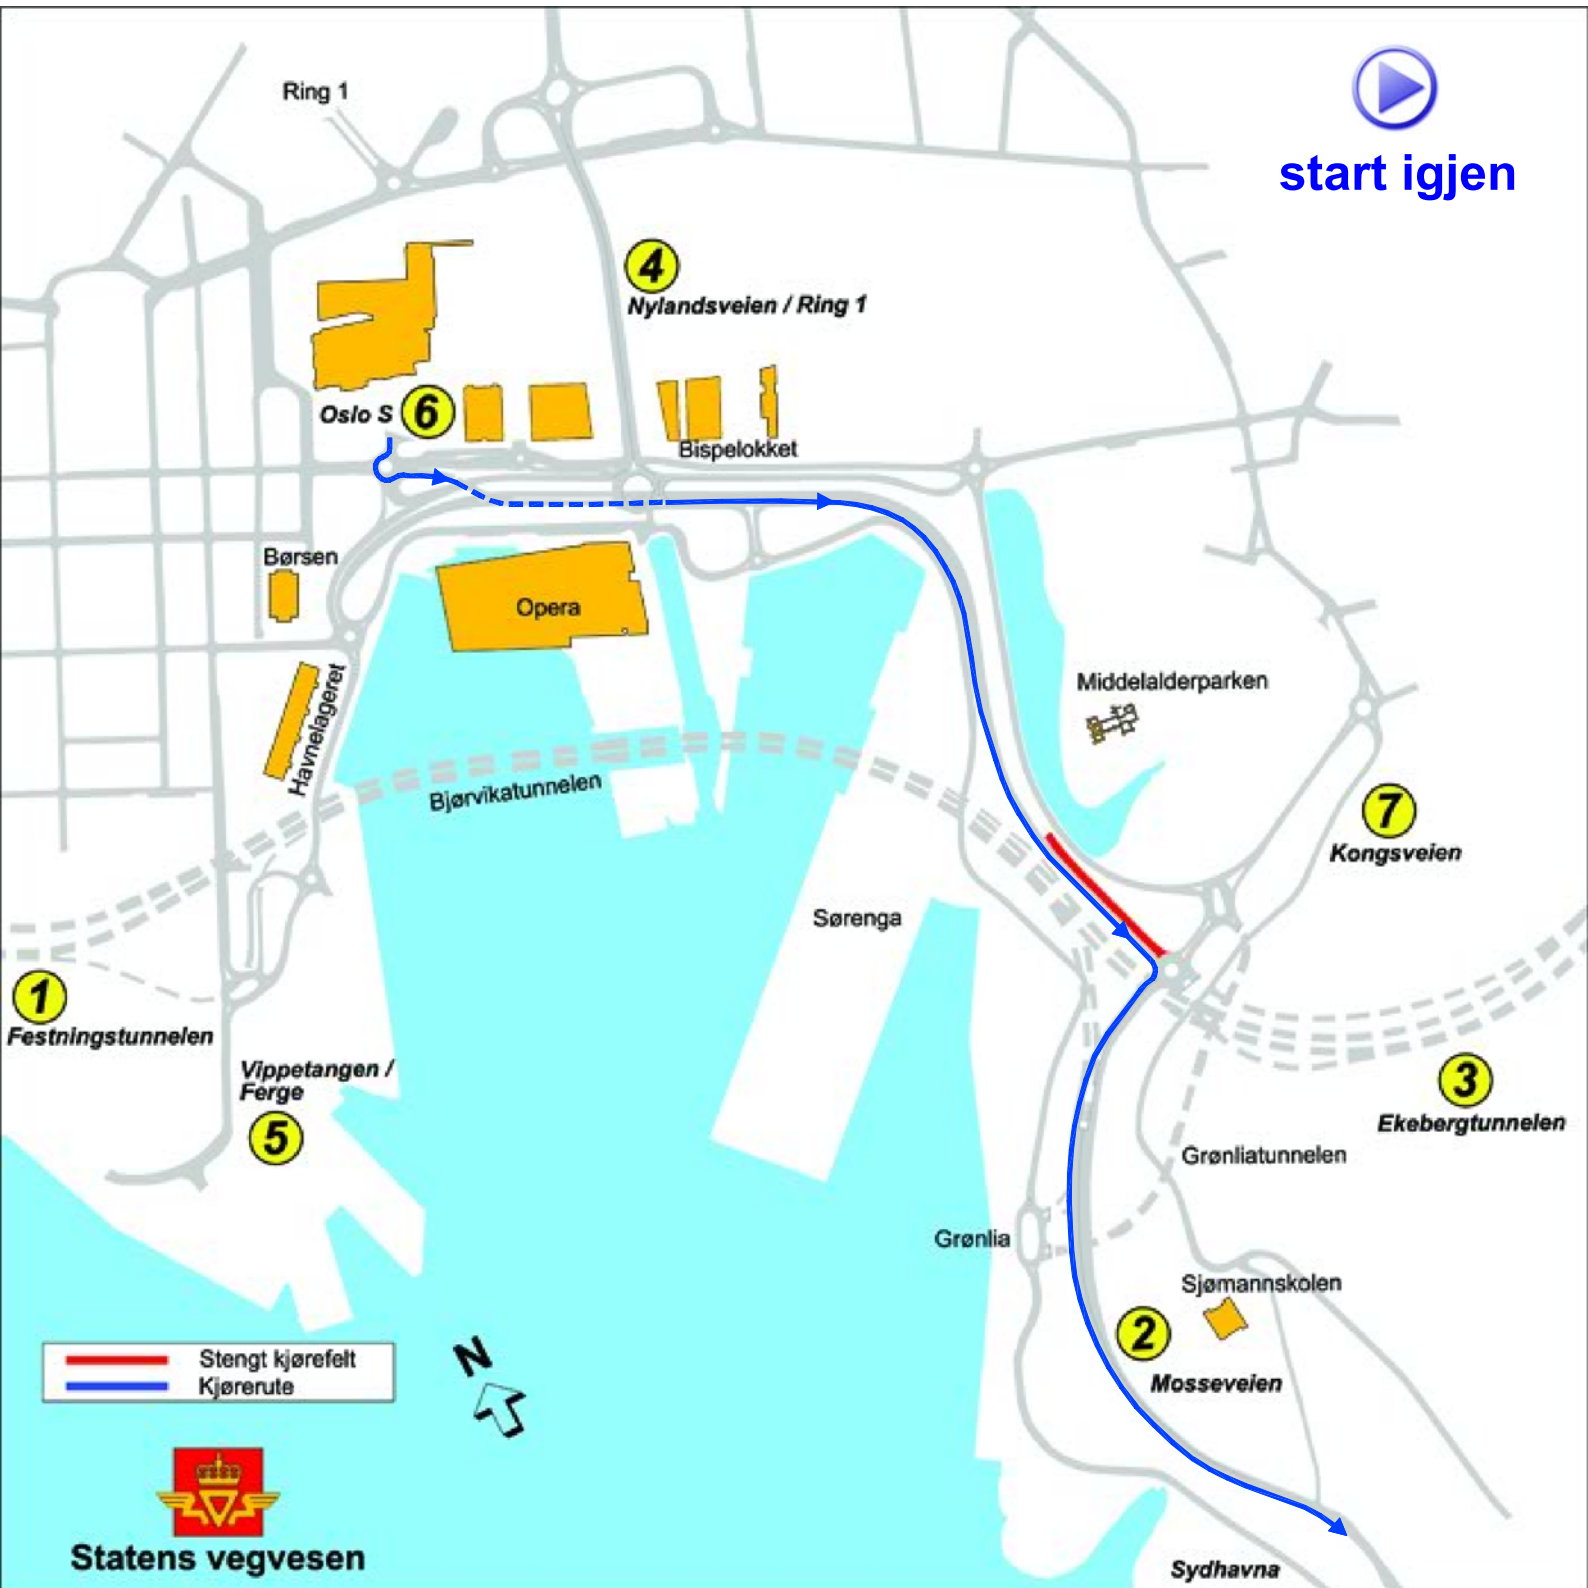 Ring 1
start igjen
4
Nylandsveien / Ring 1
Oslo S
6
Bispelokket
Børsen
Opera
Havnelageret
Middelalderparken
Bjørvikatunnelen
7
Kongsveien
Sørenga
1
Festningstunnelen
Vippetangen /
Ferge
5
3
Ekebergtunnelen
Grønliatunnelen
Grønlia
Sjømannskolen
2
Mosseveien
Stengt kjørefelt
Kjørerute
N
Statens vegvesen
Sydhavna